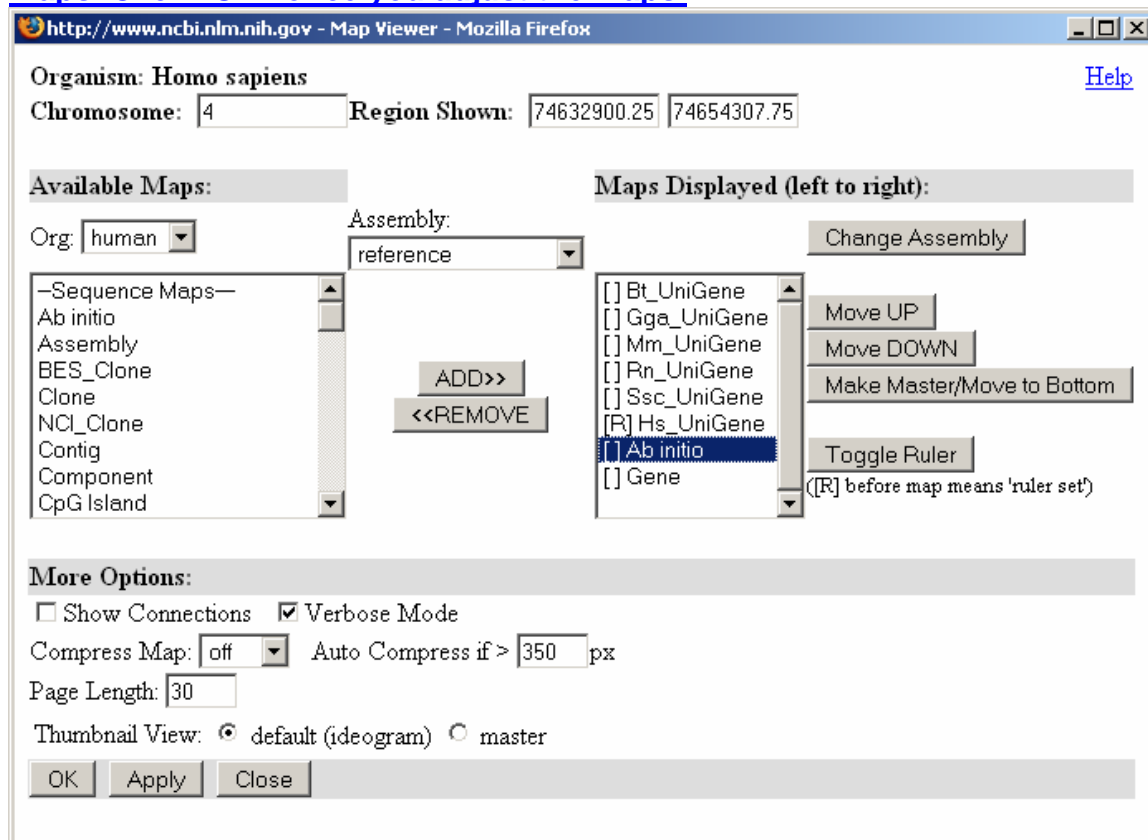 http://www.ncbi.nlm.nih.gov - Map Viewer - Mozilla Firefox
Organism: Homo sapiens
Help
Chromosome: 4 Region Shown: 74632900.25 74654307.75
Available Maps:
Maps Displayed (left to right):
Org: human
Assembly:
reference
Change Assembly
—Sequence Maps—
Ab initio
Assembly
BES_Clone
Clone
NCI_Clone
Contig
Component
CpG Island
ADD>>
<<REMOVE
[ ] Bt_UniGene
[ ] Gga_UniGene
[ ] Mm_UniGene
[ ] Rn_UniGene
[ ] Ssc_UniGene
[R] Hs_UniGene
[ ] Ab initio
[ ] Gene
Move UP
Move DOWN
Make Master/Move to Bottom
Toggle Ruler
([R] before map means 'ruler set')
More Options:
Show Connections Verbose Mode
Compress Map: off Auto Compress if > 350 px
Page Length: 30
Thumbnail View: default (ideogram) master
OK Apply Close